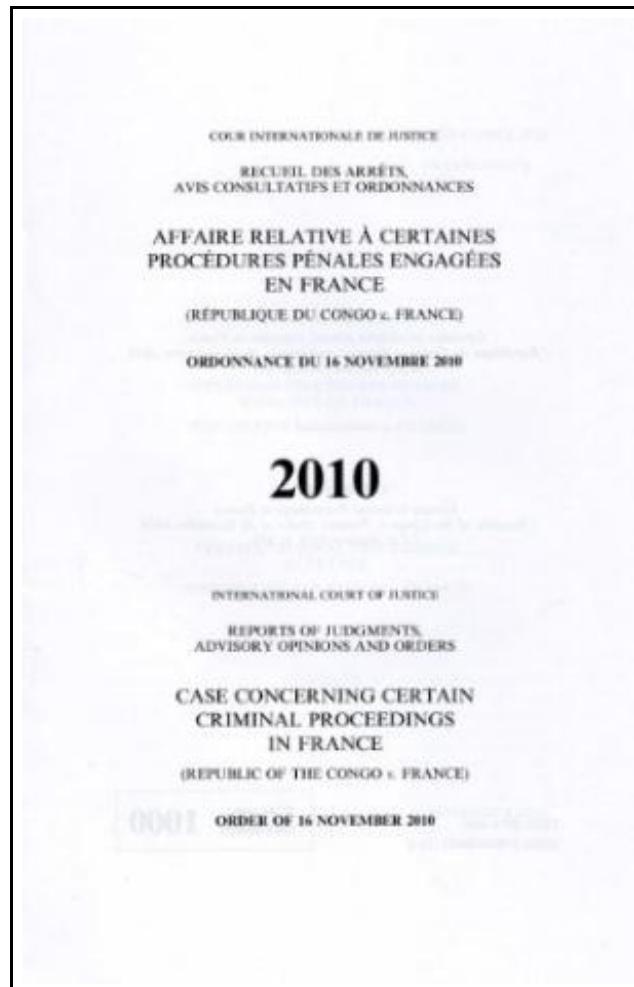 COUR INTERNATIONALE DE JUSTICE
RECUEIL DES ARRÊTS,
AVIS CONSULTATIFS ET ORDONNANCES
AFFAIRE RELATIVE À CERTAINES
PROCÉDURES PÉNALES ENGAGÉES
EN FRANCE
(RÉPUBLIQUE DU CONGO c. FRANCE)
ORDONNANCE DU 16 NOVEMBRE 2010
2010
INTERNATIONAL COURT OF JUSTICE
REPORTS OF JUDGMENTS,
ADVISORY OPINIONS AND ORDERS
CASE CONCERNING CERTAIN
CRIMINAL PROCEEDINGS
IN FRANCE
(REPUBLIC OF THE CONGO v. FRANCE)
ORDER OF 16 NOVEMBER 2010